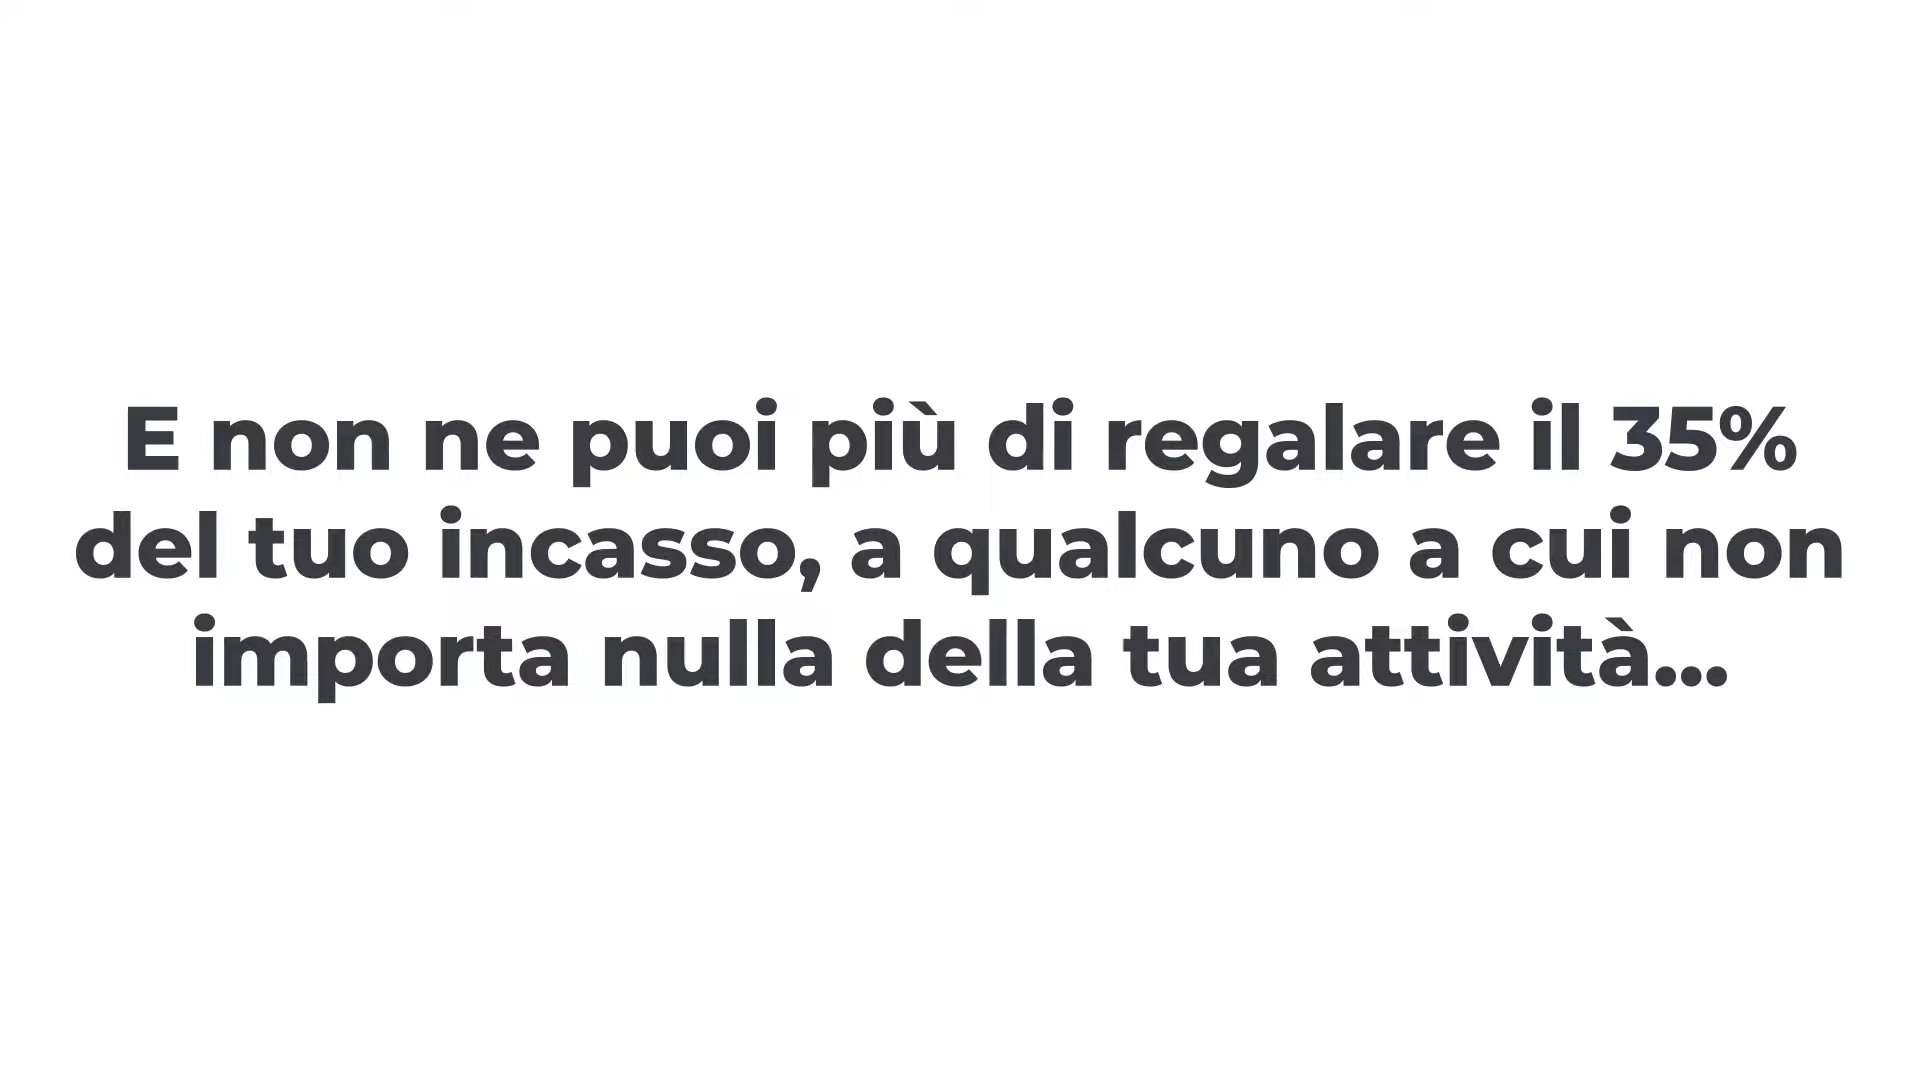 E non ne puoi più di regalare il 35%
del tuo incasso, a qualcuno a cui non
importa nulla della tua attività...